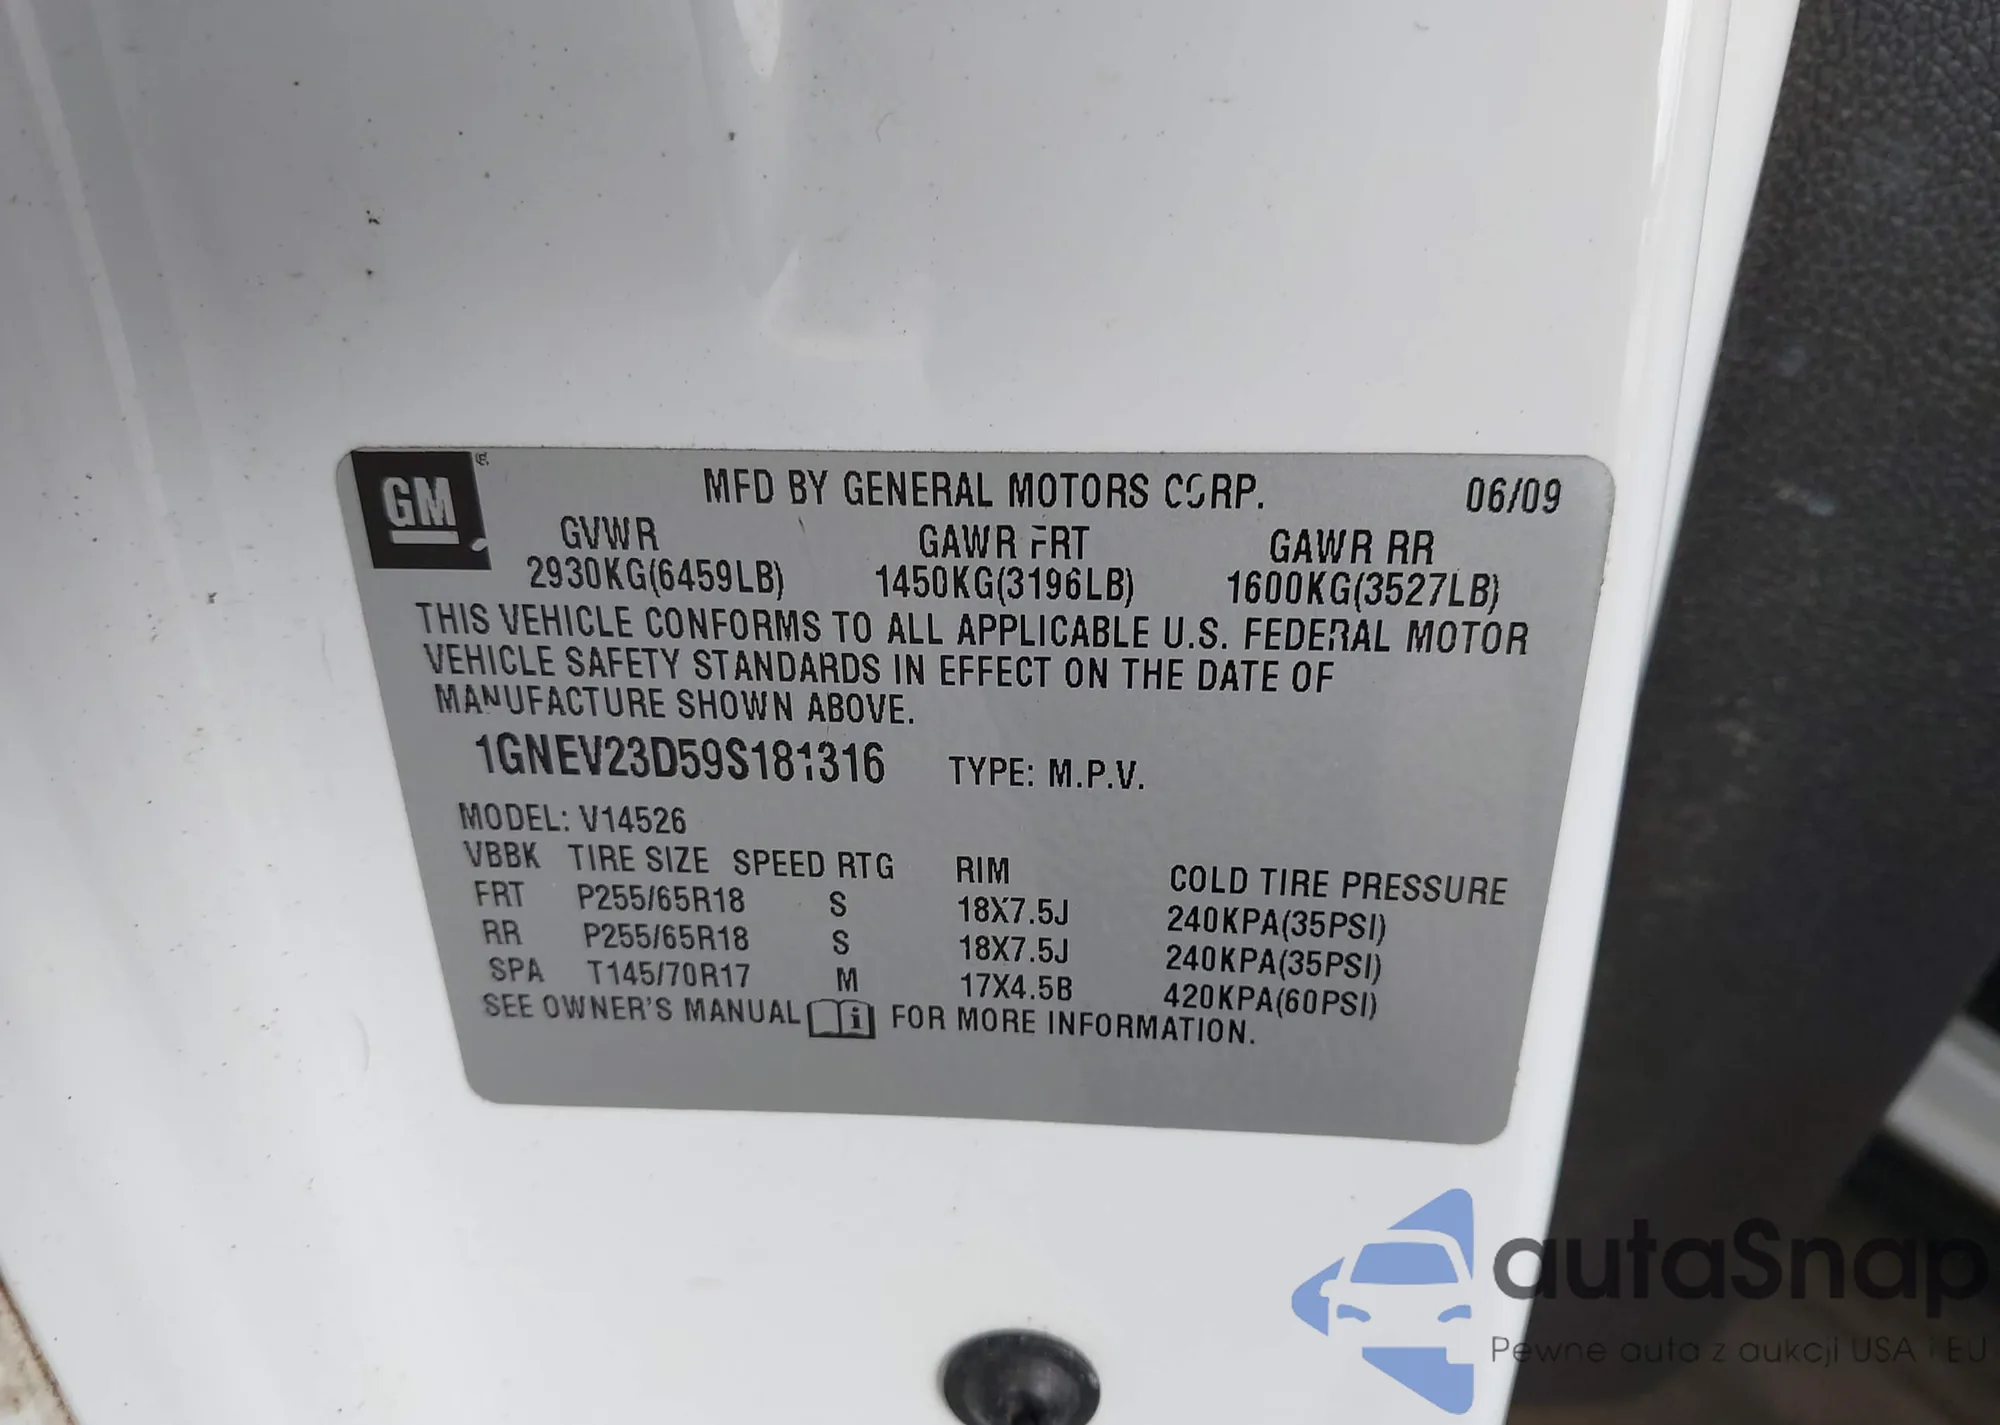 GM
MFD BY GENERAL MOTORS CORP. 06/09
GVWR GAWR FRT GAWR RR
2930KG(6459LB) 1450KG(3196LB) 1600KG(3527LB)
THIS VEHICLE CONFORMS TO ALL APPLICABLE U.S. FEDERAL MOTOR
VEHICLE SAFETY STANDARDS IN EFFECT ON THE DATE OF
MANUFACTURE SHOWN ABOVE.
1GNEV23D59S181316 TYPE: M.P.V.
MODEL: V14526
VBBK TIRE SIZE SPEED RTG RIM COLD TIRE PRESSURE
FRT P255/65R18 S 18X7.5J 240KPA(35PSI)
RR P255/65R18 S 18X7.5J 240KPA(35PSI)
SPA T145/70R17 M 17X4.5B 420KPA(60PSI)
SEE OWNER'S MANUAL i FOR MORE INFORMATION.
autaSnap
Pewne auta z aukcji USA i EU